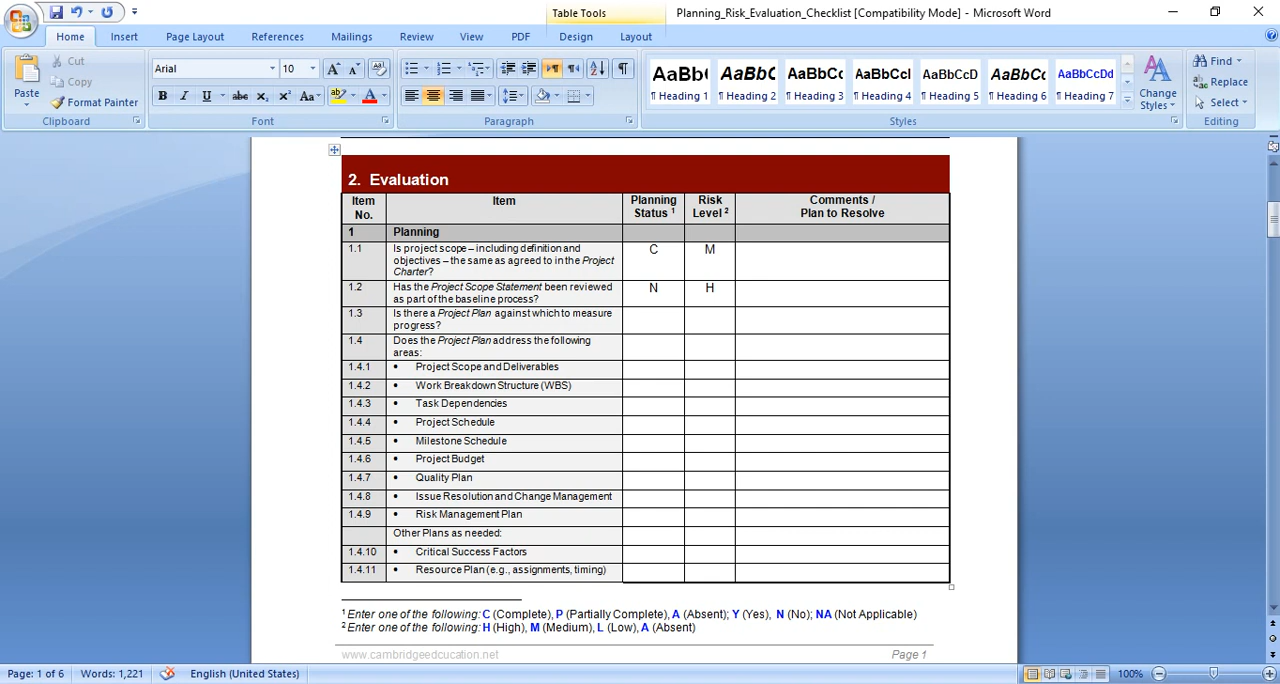 Table Tools
Planning_Risk_Evaluation_Checklist [Compatibility Mode] - Microsoft Word
Home Insert Page Layout References Mailings Review View PDF Design Layout
Paste
Cut
Copy
Format Painter
Clipboard
Arial 10
Font
Paragraph
AaBb( AaBbC AaBbCc AaBbCcI AaBbCcD AaBbCc AaBbCcDd
¶ Heading 1 ¶ Heading 2 ¶ Heading 3 ¶ Heading 4 ¶ Heading 5 ¶ Heading 6 ¶ Heading 7
Change Styles
Styles
Find
Replace
Select
Editing
2. Evaluation
Item No. Item Planning Status 1 Risk Level 2 Comments / Plan to Resolve
1 Planning
1.1 Is project scope – including definition and C M
objectives – the same as agreed to in the Project
Charter?
1.2 Has the Project Scope Statement been reviewed N H
as part of the baseline process?
1.3 Is there a Project Plan against which to measure
progress?
1.4 Does the Project Plan address the following
areas:
1.4.1 • Project Scope and Deliverables
1.4.2 • Work Breakdown Structure (WBS)
1.4.3 • Task Dependencies
1.4.4 • Project Schedule
1.4.5 • Milestone Schedule
1.4.6 • Project Budget
1.4.7 • Quality Plan
1.4.8 • Issue Resolution and Change Management
1.4.9 • Risk Management Plan
Other Plans as needed:
1.4.10 • Critical Success Factors
1.4.11 • Resource Plan (e.g., assignments, timing)
1 Enter one of the following: C (Complete), P (Partially Complete), A (Absent); Y (Yes), N (No); NA (Not Applicable)
2 Enter one of the following: H (High), M (Medium), L (Low), A (Absent)
www.cambridgeedcucation.net Page 1
Page: 1 of 6 Words: 1,221 English (United States) 100%